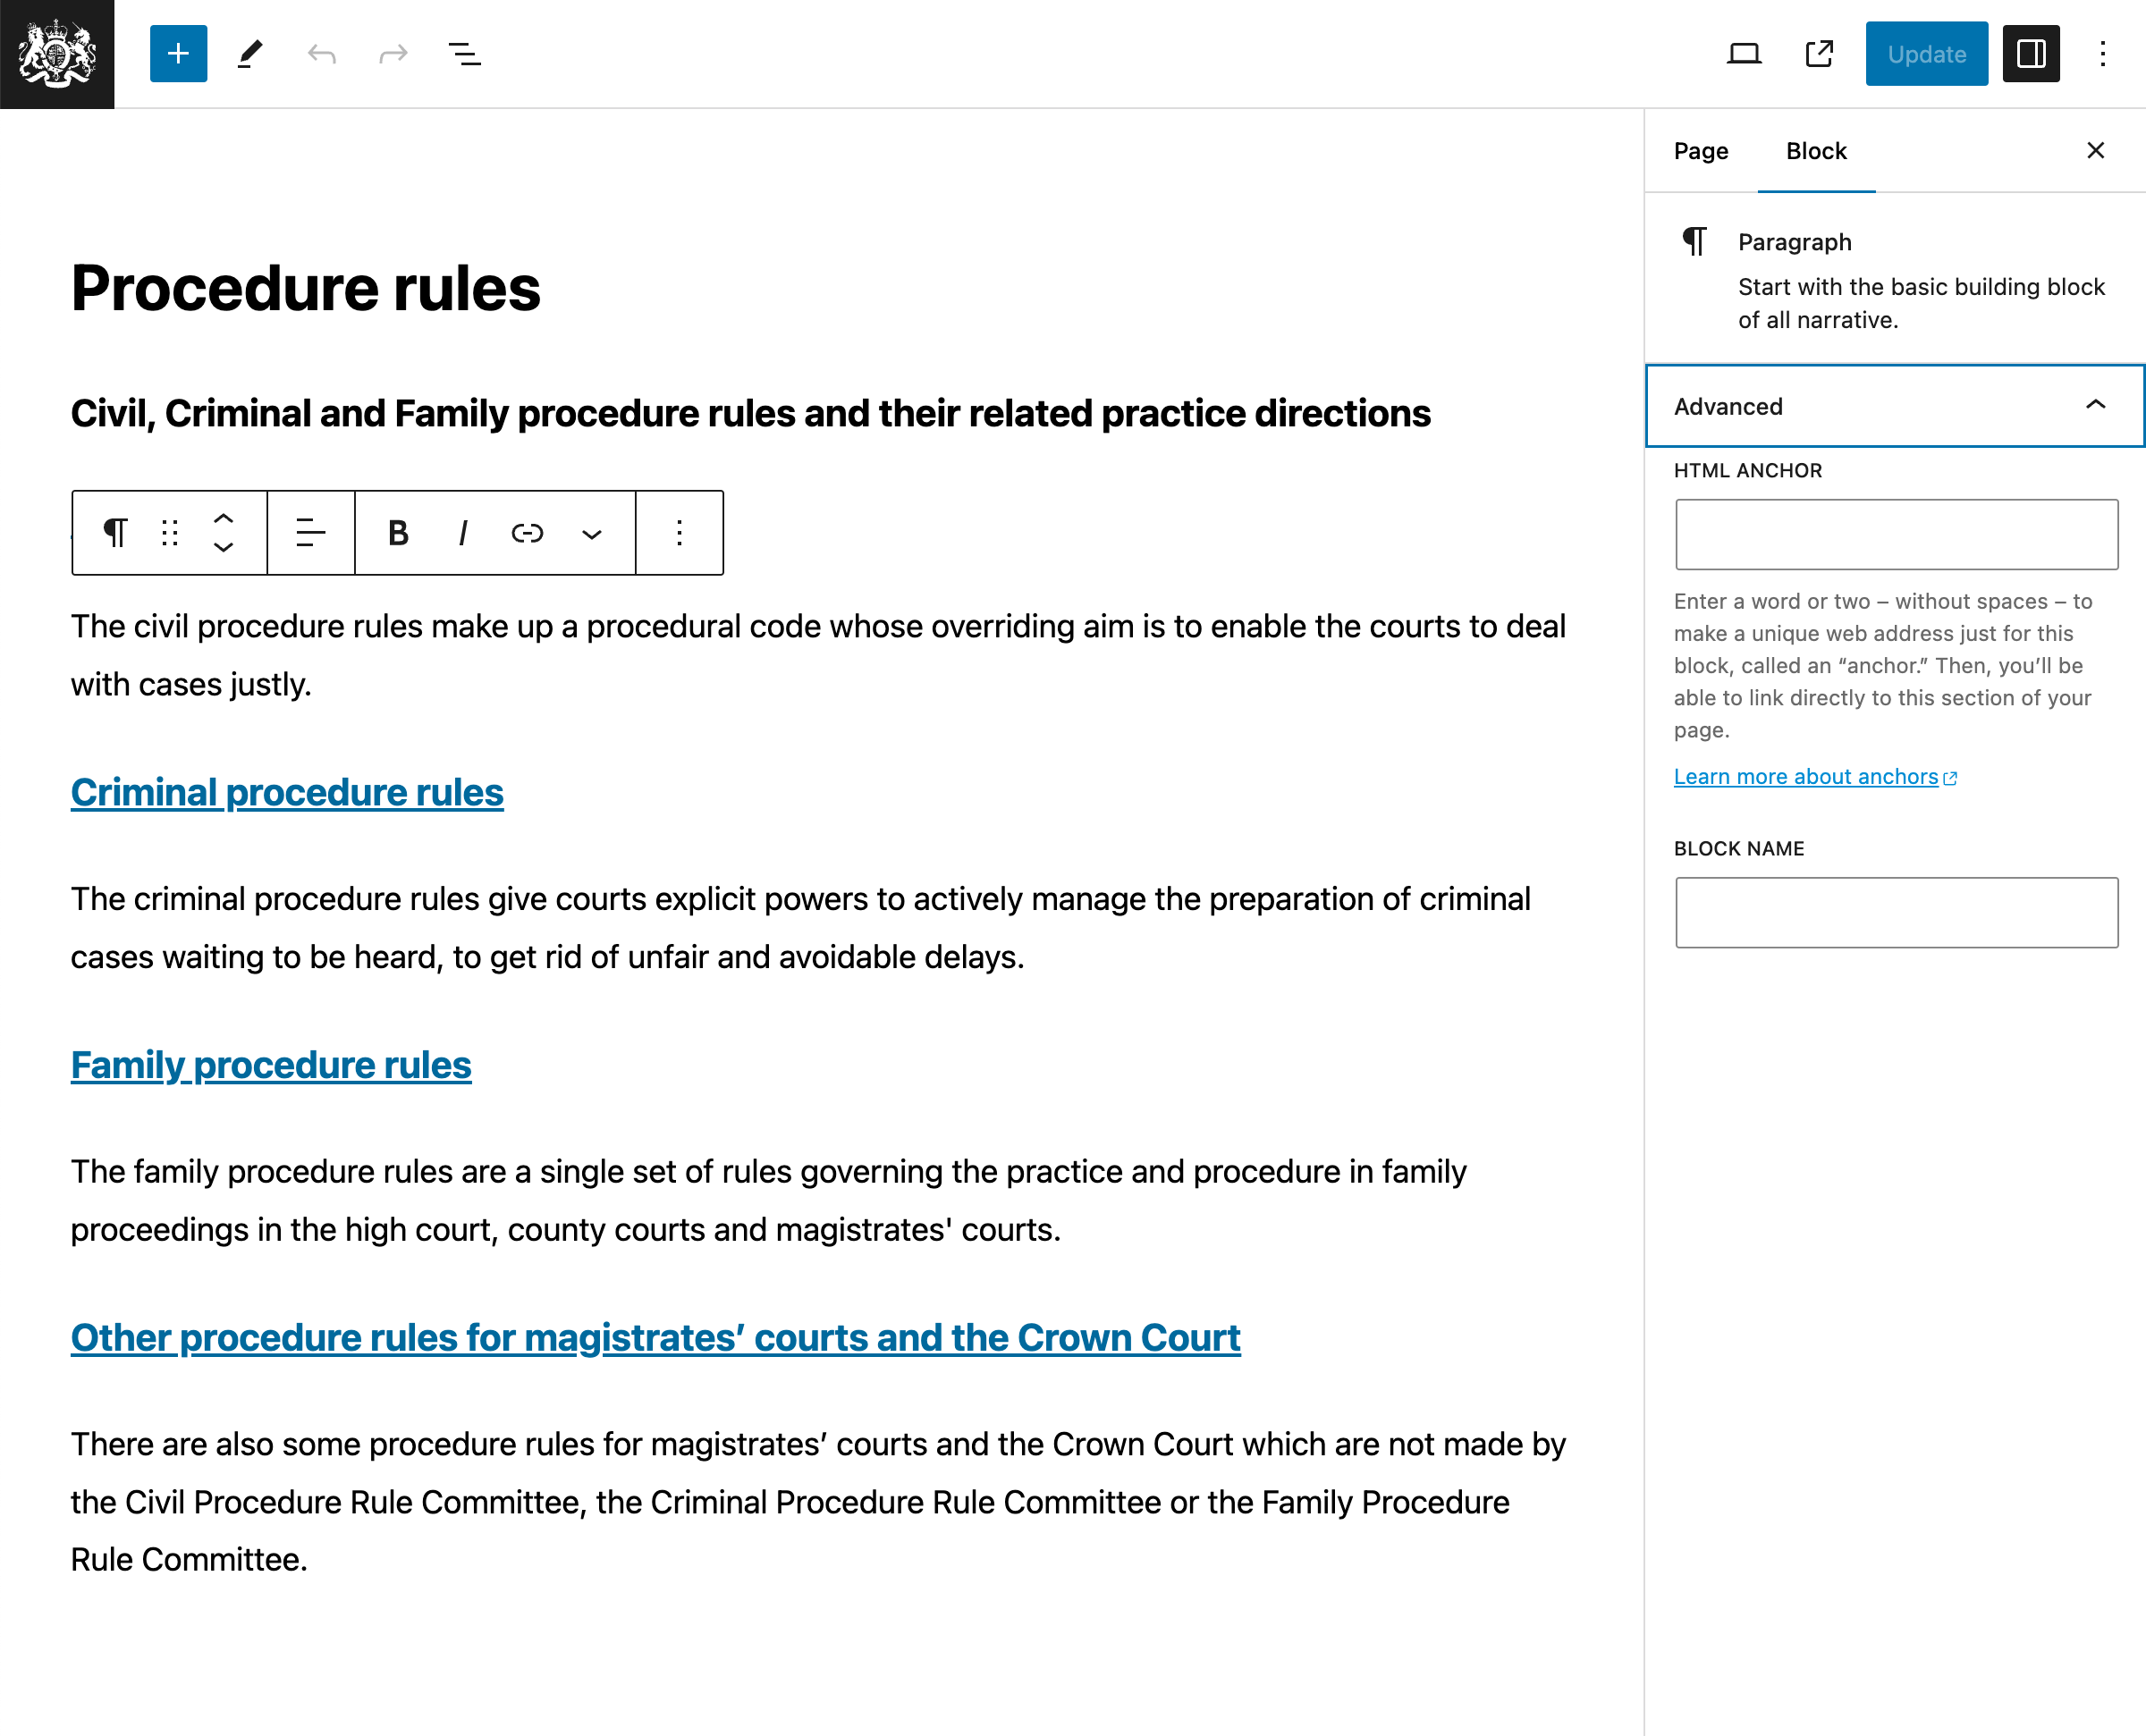 Update
Page
Block
Procedure rules
Civil, Criminal and Family procedure rules and their related practice directions
B I
The civil procedure rules make up a procedural code whose overriding aim is to enable the courts to deal
with cases justly.
Criminal procedure rules
The criminal procedure rules give courts explicit powers to actively manage the preparation of criminal
cases waiting to be heard, to get rid of unfair and avoidable delays.
Family procedure rules
The family procedure rules are a single set of rules governing the practice and procedure in family
proceedings in the high court, county courts and magistrates' courts.
Other procedure rules for magistrates’ courts and the Crown Court
There are also some procedure rules for magistrates’ courts and the Crown Court which are not made by
the Civil Procedure Rule Committee, the Criminal Procedure Rule Committee or the Family Procedure
Rule Committee.
Paragraph
Start with the basic building block
of all narrative.
Advanced
HTML ANCHOR
Enter a word or two – without spaces – to
make a unique web address just for this
block, called an “anchor.” Then, you’ll be
able to link directly to this section of your
page.
Learn more about anchors
BLOCK NAME